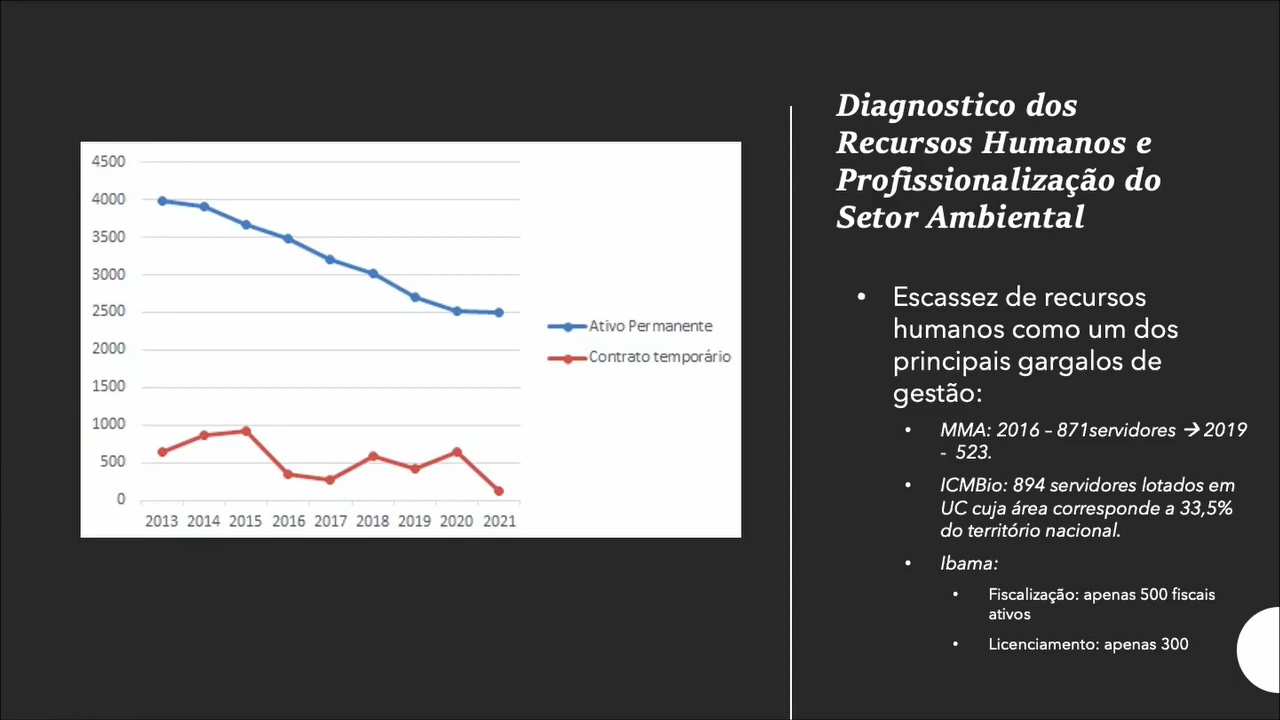 4500
4000
3500
3000
2500
2000
1500
1000
500
0
2013 2014 2015 2016 2017 2018 2019 2020 2021
Ativo Permanente
Contrato temporário
Diagnostico dos
Recursos Humanos e
Profissionalização do
Setor Ambiental
• Escassez de recursos
humanos como um dos
principais gargalos de
gestão:
• MMA: 2016 – 871servidores → 2019
- 523.
• ICMBio: 894 servidores lotados em
UC cuja área corresponde a 33,5%
do território nacional.
• Ibama:
• Fiscalização: apenas 500 fiscais
ativos
• Licenciamento: apenas 300